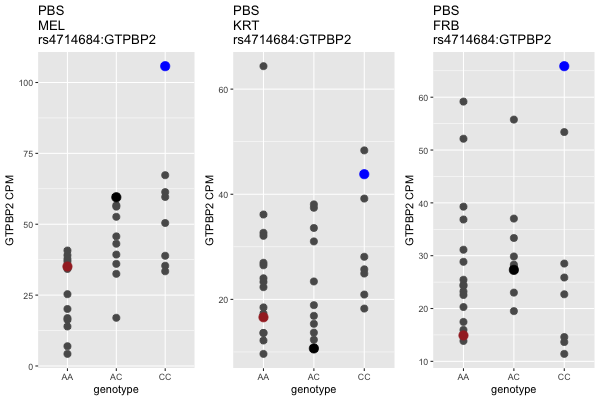 PBS
MEL
rs4714684:GTPBP2
GTPBP2 CPM
100
75
50
25
0
AA AC CC
genotype
PBS
KRT
rs4714684:GTPBP2
GTPBP2 CPM
60
40
20
AA AC CC
genotype
PBS
FRB
rs4714684:GTPBP2
GTPBP2 CPM
60
50
40
30
20
10
AA AC CC
genotype